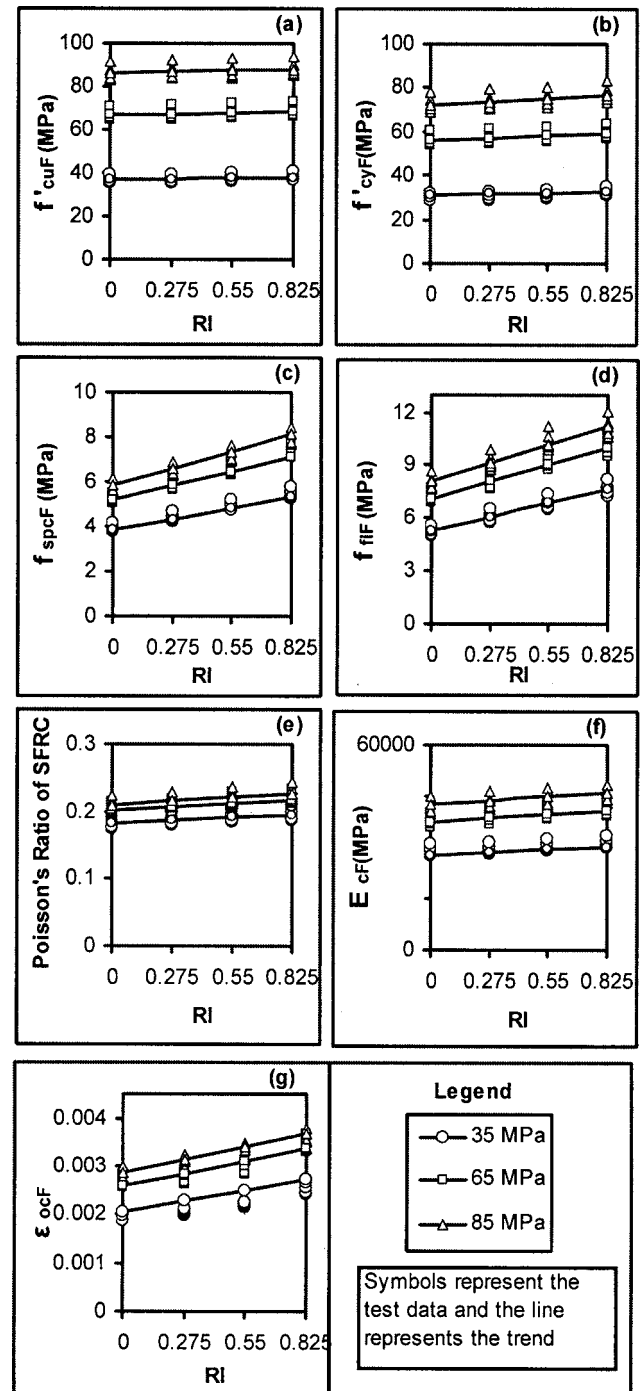 (a)
f'cuF (MPa)
100
80
60
40
20
0
0 0.275 0.55 0.825
RI
(b)
f'cyF(MPa)
100
80
60
40
20
0
0 0.275 0.55 0.825
RI
(c)
f spcF (MPa)
10
8
6
4
2
0
0 0.275 0.55 0.825
RI
(d)
f flF (MPa)
12
9
6
3
0
0 0.275 0.55 0.825
RI
(e)
Poisson's Ratio of SFRC
0.3
0.2
0.1
0
0 0.275 0.55 0.825
RI
(f)
E cF(MPa)
60000
0
0 0.275 0.55 0.825
RI
(g)
ε ocF
0.004
0.003
0.002
0.001
0
0 0.275 0.55 0.825
RI
Legend
35 MPa
65 MPa
85 MPa
Symbols represent the
test data and the line
represents the trend